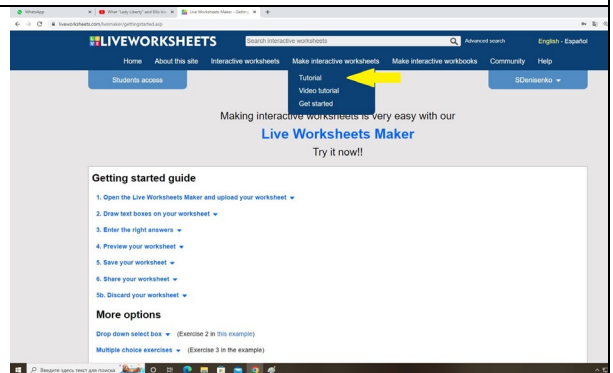 WhatsApp
What "Lady Liberty" and Ellis Isl
Live Worksheets Maker - Getting
liveworksheets.com/livemaker/gettingstarted.asp
LIVEWORKSHEETS
Search interactive worksheets
Advanced search
English - Español
Home About this site Interactive worksheets Make interactive worksheets Make interactive workbooks Community Help
Students access
Tutorial
SDenisenko
Video tutorial
Get started
Making interactive worksheets is very easy with our
Live Worksheets Maker
Try it now!!
Getting started guide
1. Open the Live Worksheets Maker and upload your worksheet
2. Draw text boxes on your worksheet
3. Enter the right answers
4. Preview your worksheet
5. Save your worksheet
6. Share your worksheet
5b. Discard your worksheet
More options
Drop down select box (Exercise 2 in this example)
Multiple choice exercises (Exercise 3 in the example)
Введите здесь текст для поиска